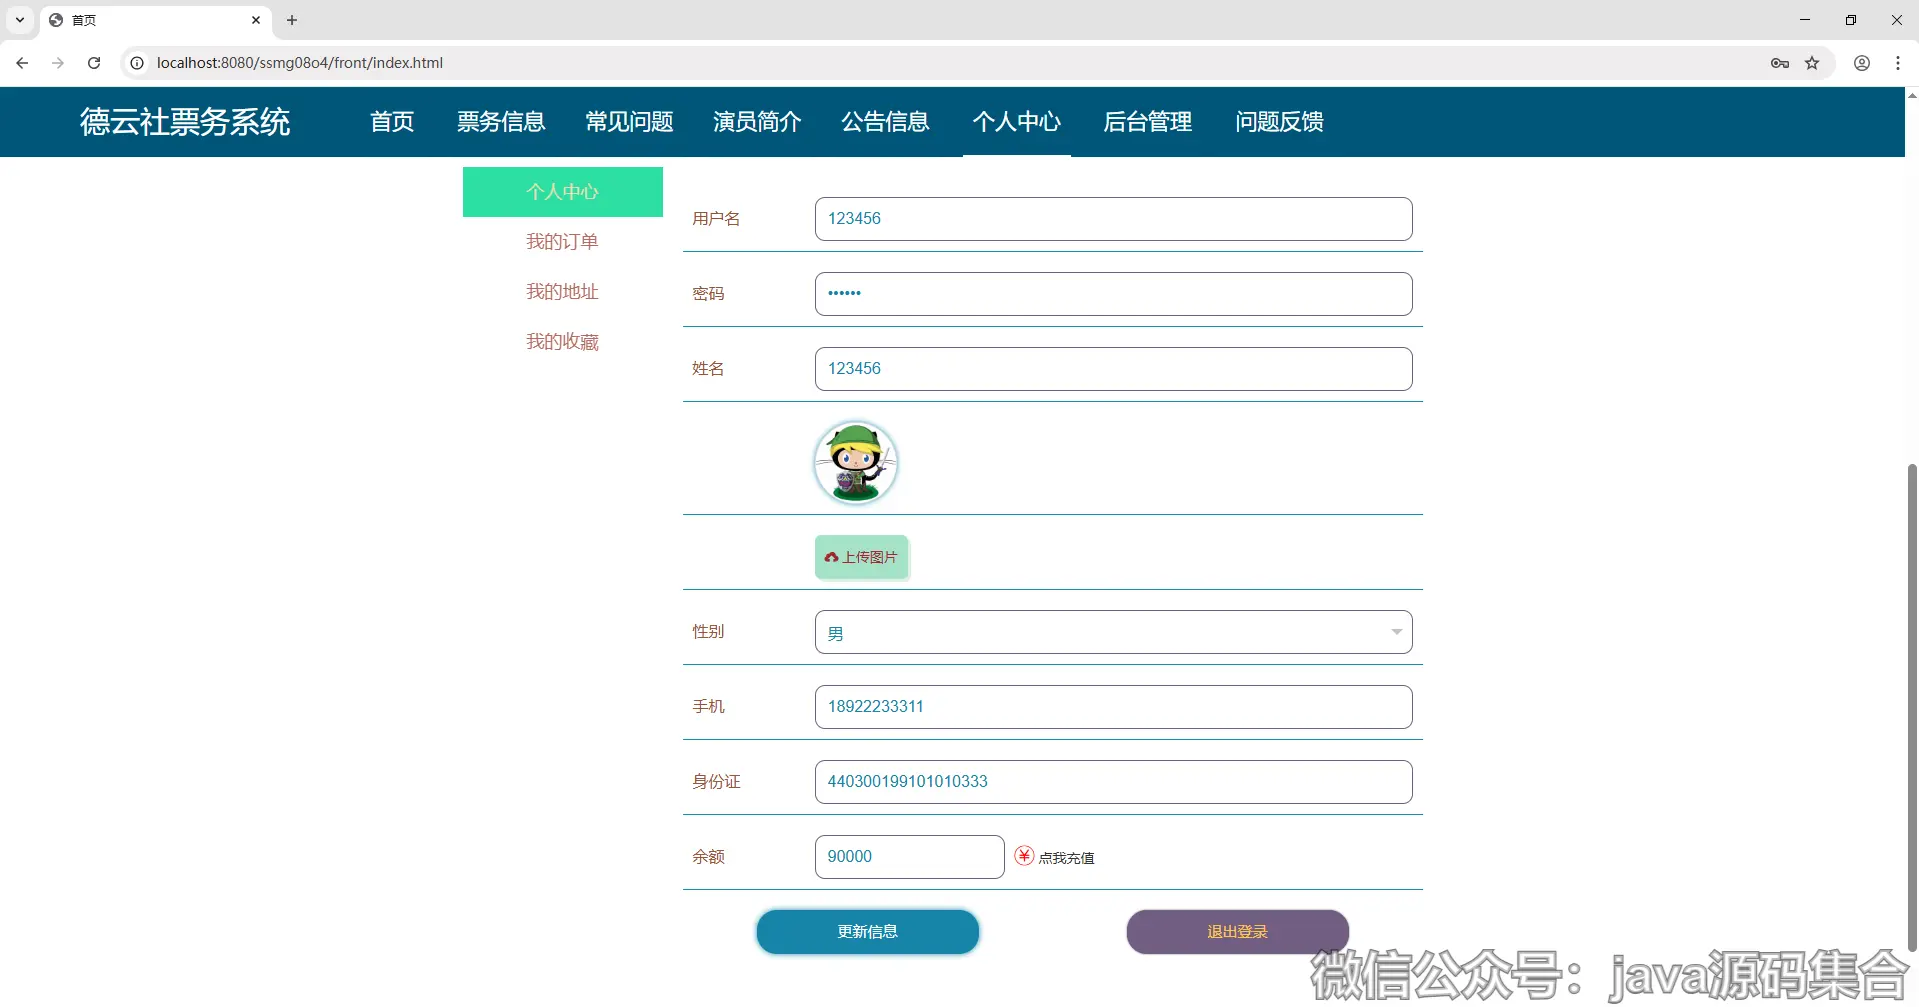 首页
localhost:8080/ssmg08o4/front/index.html
德云社票务系统 首页 票务信息 常见问题 演员简介 公告信息 个人中心 后台管理 问题反馈
个人中心
我的订单
我的地址
我的收藏
用户名 123456
密码 ••••••
姓名 123456
上传图片
性别 男
手机 18922233311
身份证 440300199101010333
余额 90000 点我充值
更新信息 退出登录
微信公众号：java源码集合